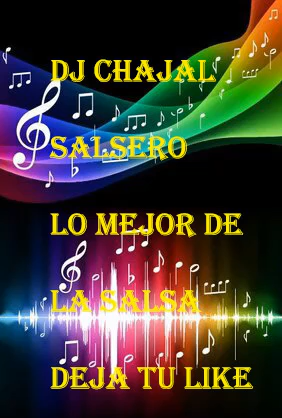 DJ CHAJAL
SALSERO
LO MEJOR DE
LA SALSA
DEJA TU LIKE